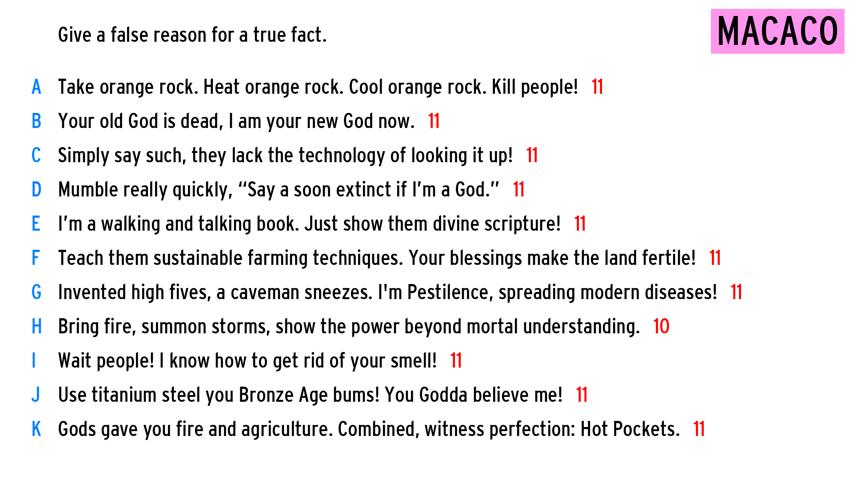 Give a false reason for a true fact.
MACACO
A Take orange rock. Heat orange rock. Cool orange rock. Kill people! 11
B Your old God is dead, I am your new God now. 11
C Simply say such, they lack the technology of looking it up! 11
D Mumble really quickly, “Say a soon extinct if I’m a God.” 11
E I’m a walking and talking book. Just show them divine scripture! 11
F Teach them sustainable farming techniques. Your blessings make the land fertile! 11
G Invented high fives, a caveman sneezes. I'm Pestilence, spreading modern diseases! 11
H Bring fire, summon storms, show the power beyond mortal understanding. 10
I Wait people! I know how to get rid of your smell! 11
J Use titanium steel you Bronze Age bums! You Godda believe me! 11
K Gods gave you fire and agriculture. Combined, witness perfection: Hot Pockets. 11